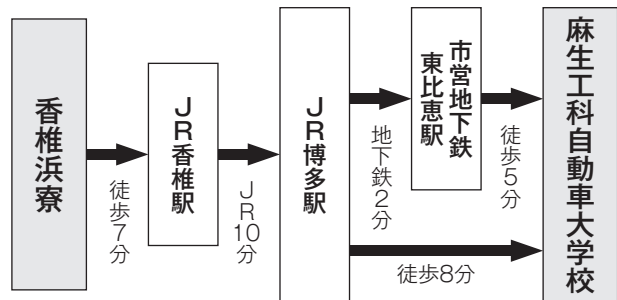 香椎浜寮
徒歩7分
JR香椎駅
JR10分
JR博多駅
地下鉄2分
市営地下鉄
東比恵駅
徒歩5分
徒歩8分
麻生工科自動車大学校